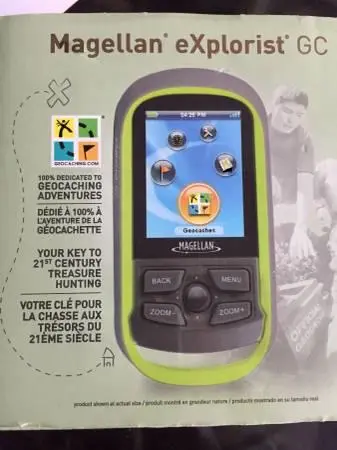 Magellan® eXplorist® GC
GEOCACHING.COM
100% DEDICATED TO
GEOCACHING
ADVENTURES
DÉDIÉ À 100% À
L'AVENTURE DE LA
GÉOCACHETTE
YOUR KEY TO
21ST CENTURY
TREASURE
HUNTING
VOTRE CLÉ POUR
LA CHASSE AUX
TRÉSORS DU
21ÈME SIÈCLE
Geocaches
MAGELLAN
BACK
MENU
ZOOM-
ZOOM+
product shown at actual size / produit montré en grandeur nature / producto mostrado en su tamaño real